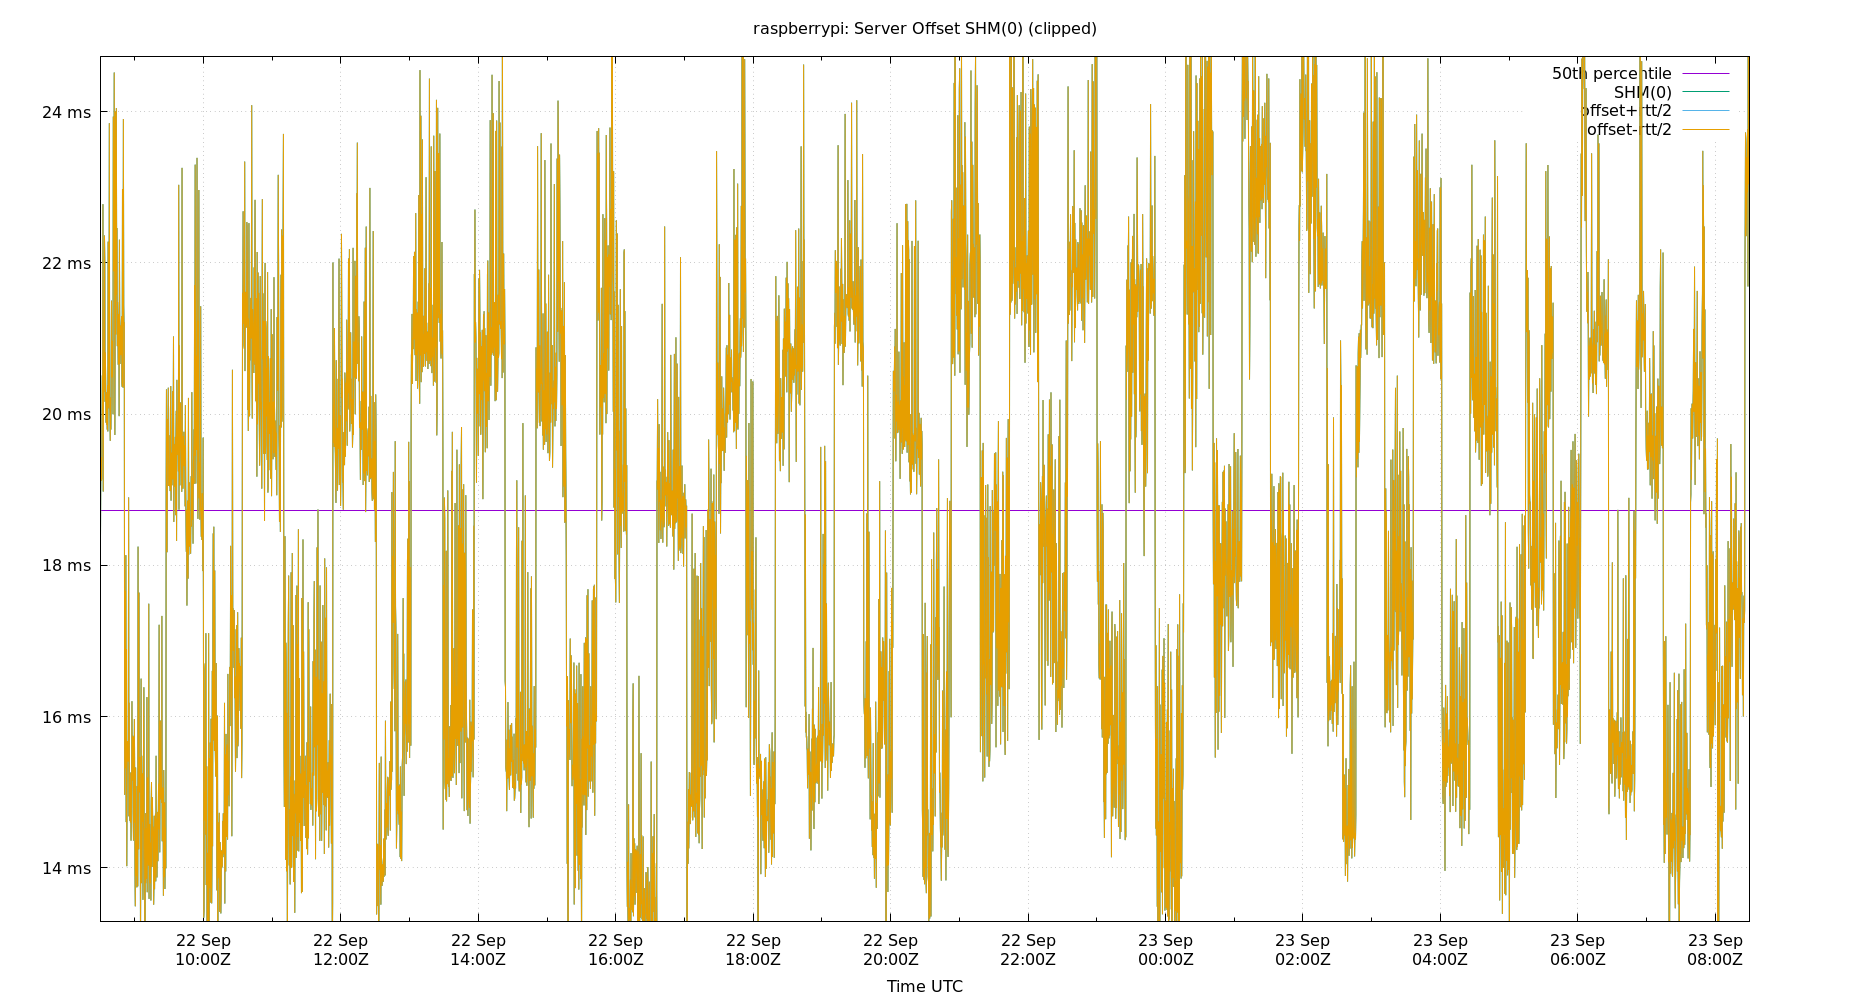 raspberrypi: Server Offset SHM(0) (clipped)
50th percentile
SHM(0)
offset+rtt/2
offset-rtt/2
24 ms
22 ms
20 ms
18 ms
16 ms
14 ms
22 Sep 22 Sep 22 Sep 22 Sep 22 Sep 22 Sep 22 Sep 23 Sep 23 Sep 23 Sep 23 Sep 23 Sep
10:00Z 12:00Z 14:00Z 16:00Z 18:00Z 20:00Z 22:00Z 00:00Z 02:00Z 04:00Z 06:00Z 08:00Z
Time UTC